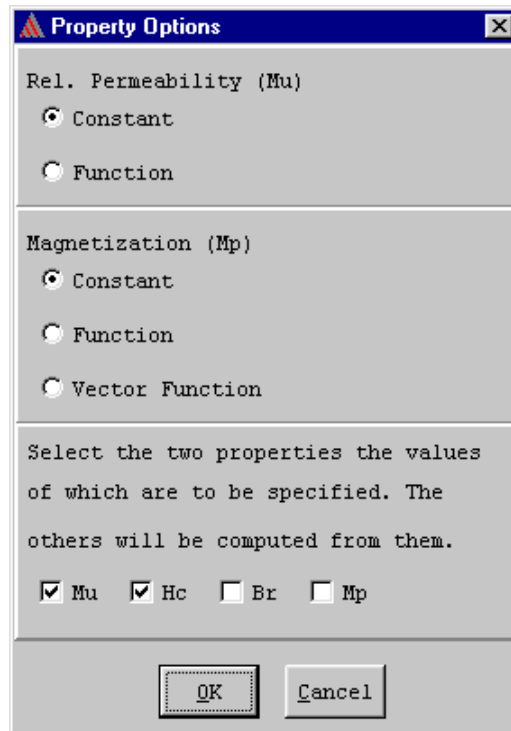 Property Options
Rel. Permeability (Mu)
Constant
Function
Magnetization (Mp)
Constant
Function
Vector Function
Select the two properties the values
of which are to be specified. The
others will be computed from them.
Mu Hc Br Mp
OK Cancel